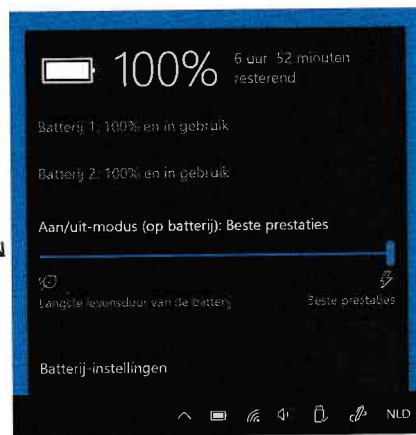 100%
6 uur 52 minuten
resterend
Batterij 1: 100% en in gebruik
Batterij 2: 100% en in gebruik
Aan/uit-modus (op batterij): Beste prestaties
Langste levensduur van de batterij
Beste prestaties
Batterij-instellingen
NLD